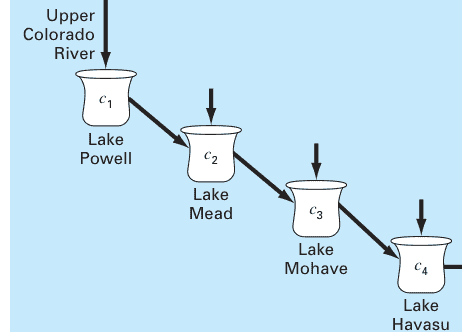 Upper
Colorado
River
c1
Lake
Powell
c2
Lake
Mead
c3
Lake
Mohave
c4
Lake
Havasu